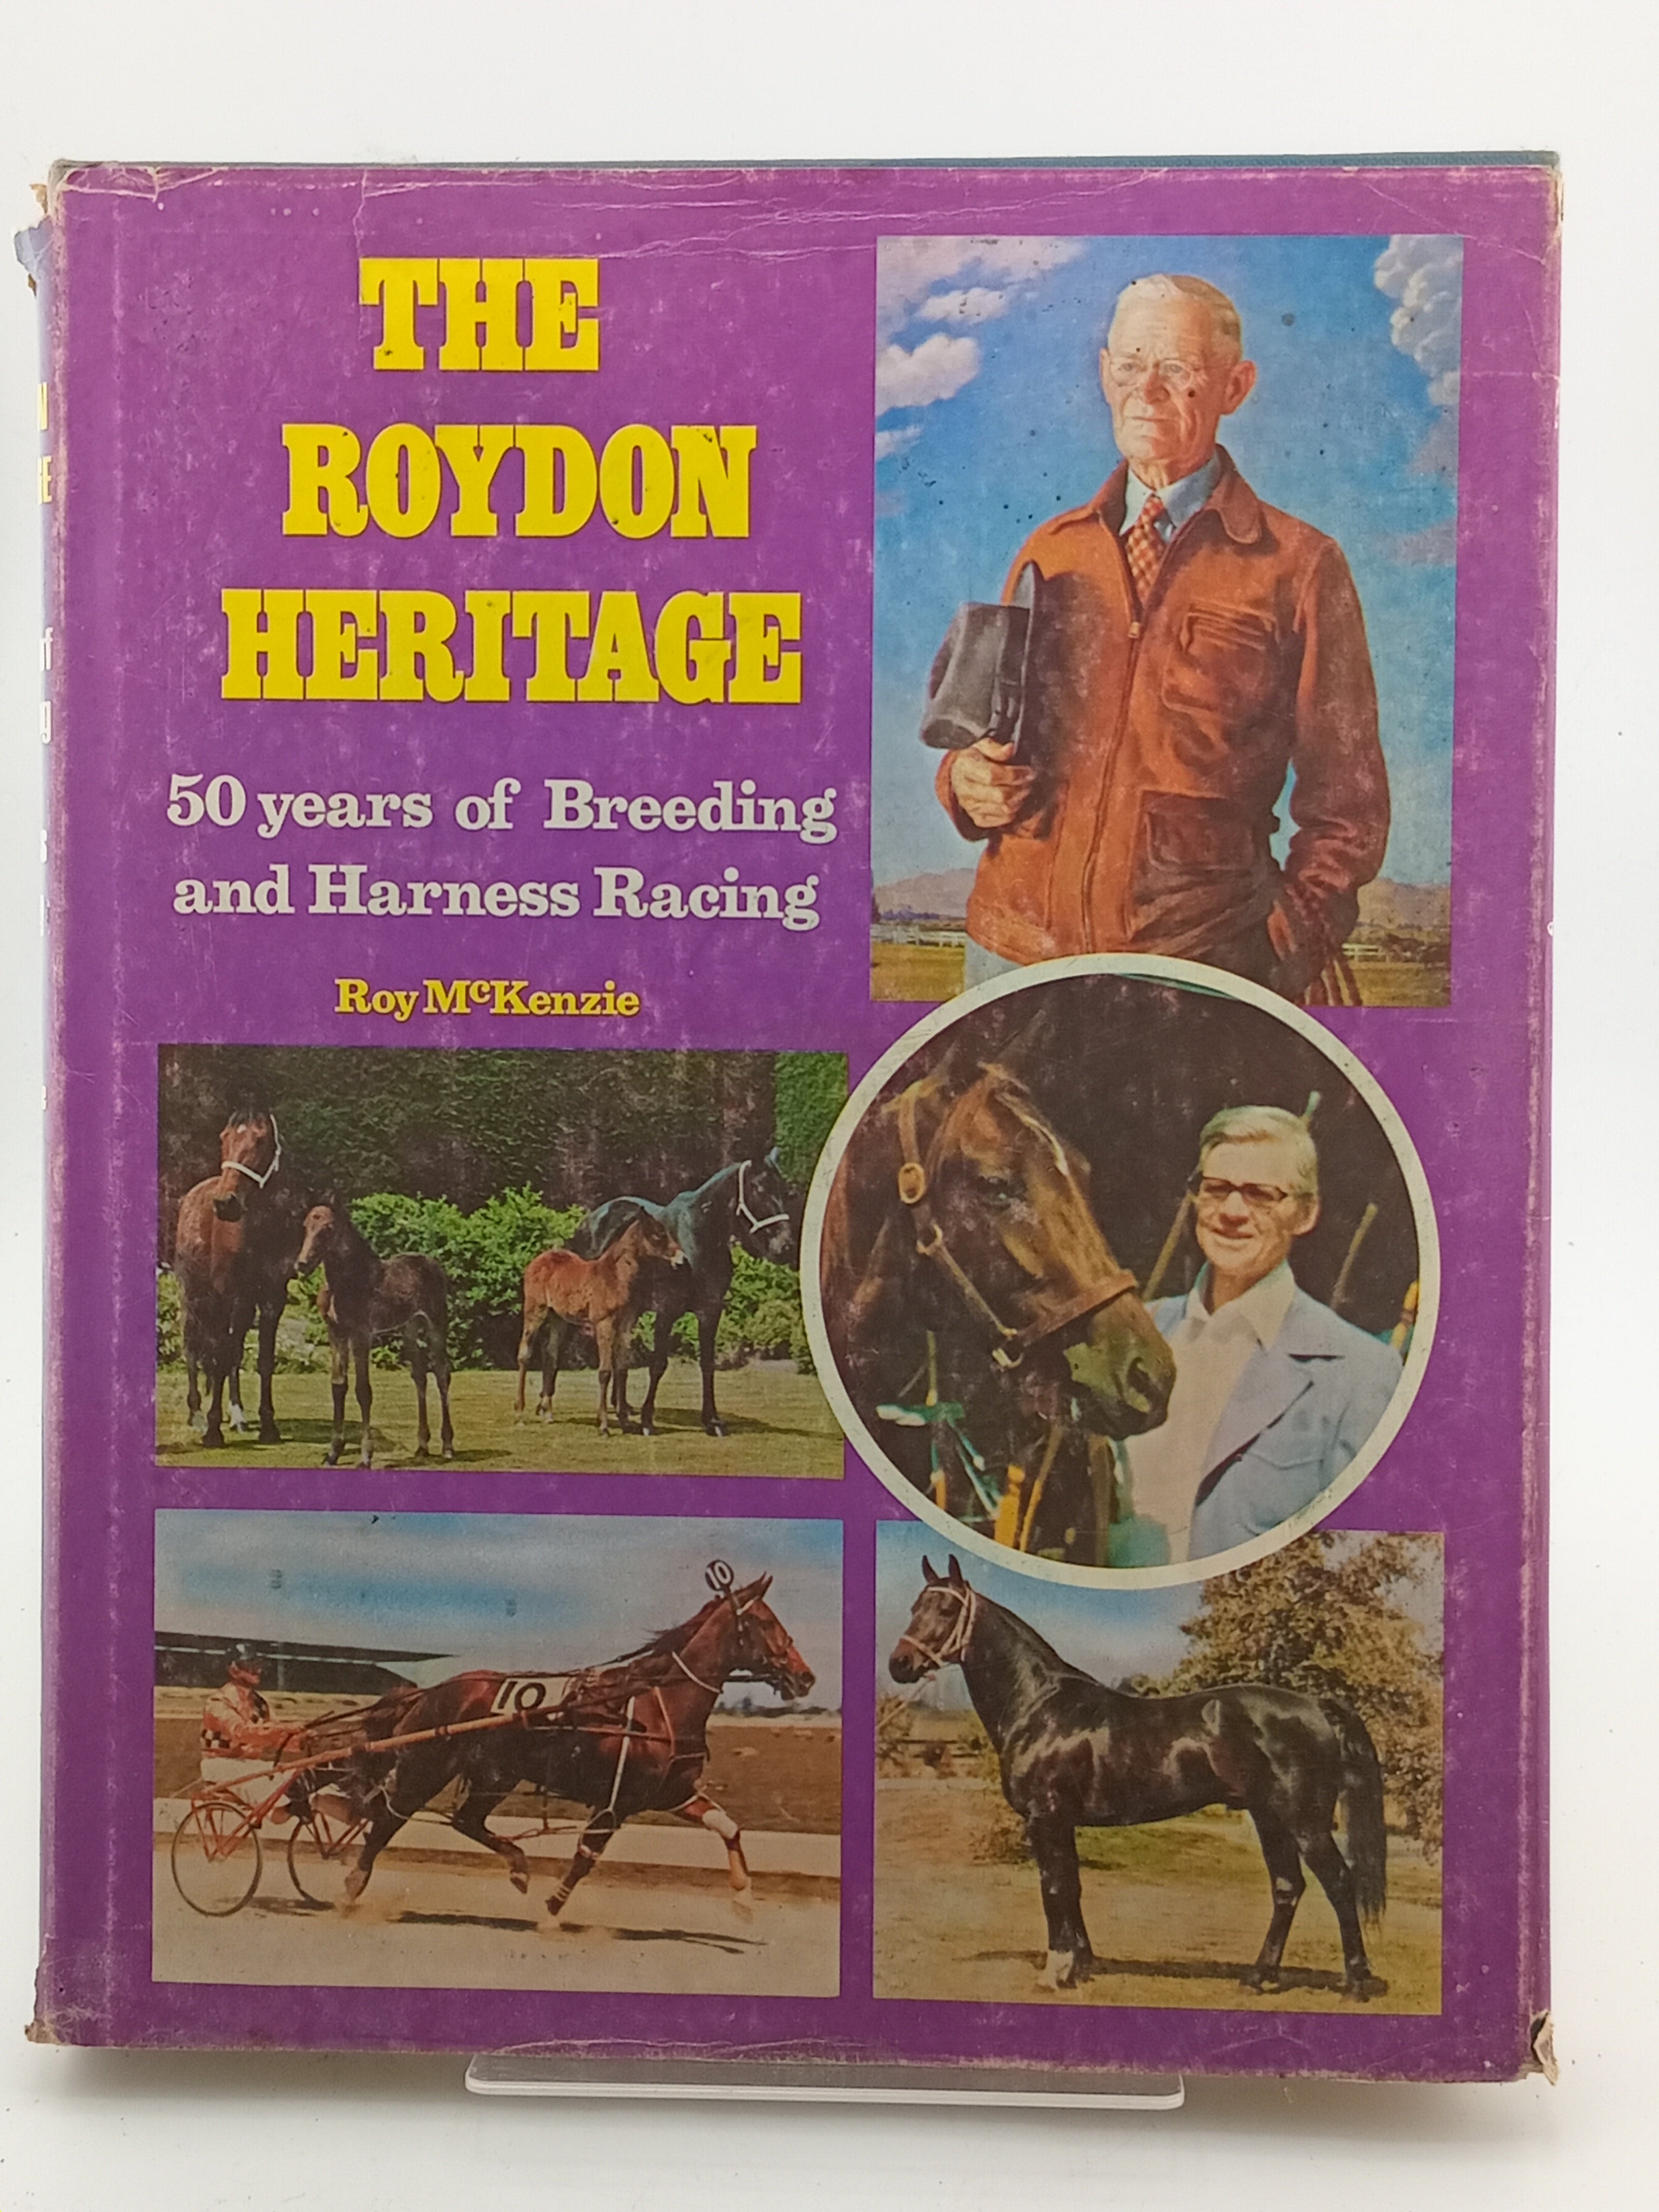 THE
ROYDON
HERITAGE
50 years of Breeding
and Harness Racing
Roy McKenzie
10
10